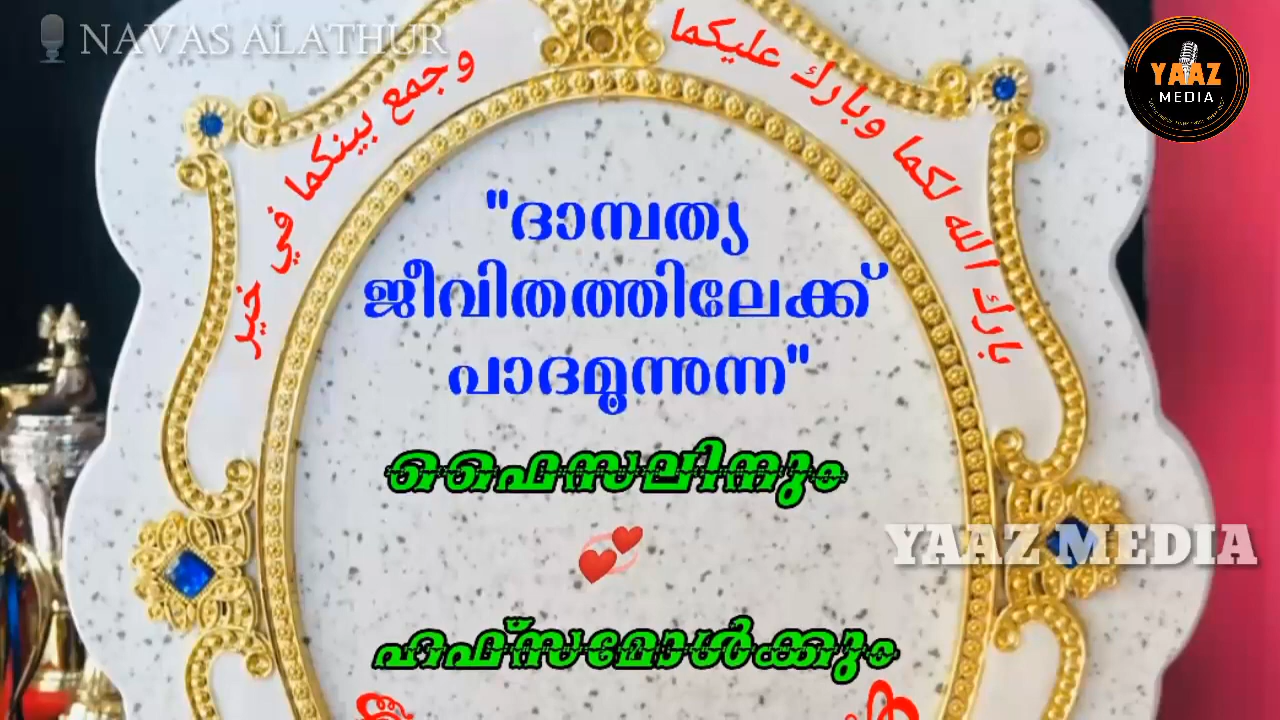 NAVAS ALATHUR
YAAZ
MEDIA
بارك الله لكما وبارك عليكما
وجمع بينكما في خير
"ദാമ്പത്യ
ജീവിതത്തിലേക്ക്
പാദമൂന്നുന്ന"
ഫൈസലിനും
ഹഫ്സമോൾക്കും
YAAZ MEDIA